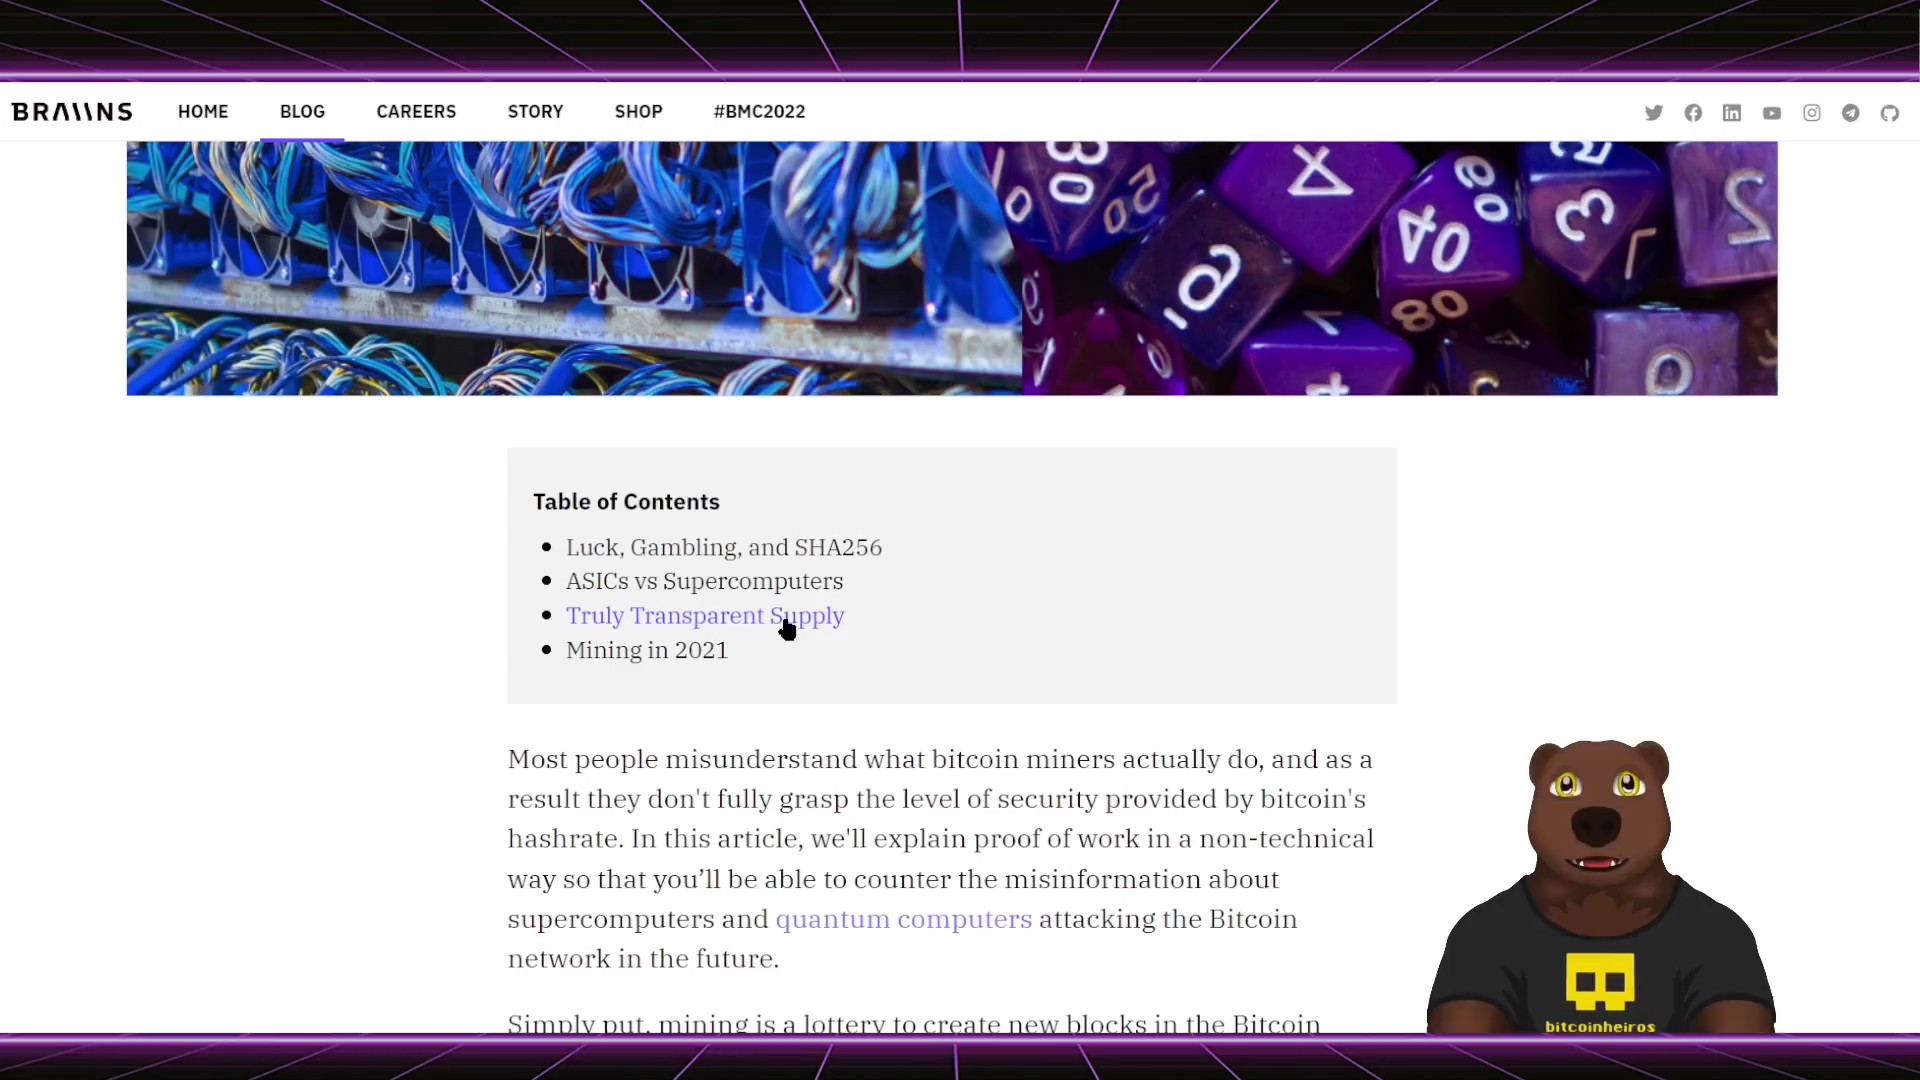 BRAIINS HOME BLOG CAREERS STORY SHOP #BMC2022
Table of Contents
Luck, Gambling, and SHA256
ASICs vs Supercomputers
Truly Transparent Supply
Mining in 2021
Most people misunderstand what bitcoin miners actually do, and as a
result they don't fully grasp the level of security provided by bitcoin's
hashrate. In this article, we'll explain proof of work in a non-technical
way so that you’ll be able to counter the misinformation about
supercomputers and quantum computers attacking the Bitcoin
network in the future.
Simply put, mining is a lottery to create new blocks in the Bitcoin
bitcoinheiros